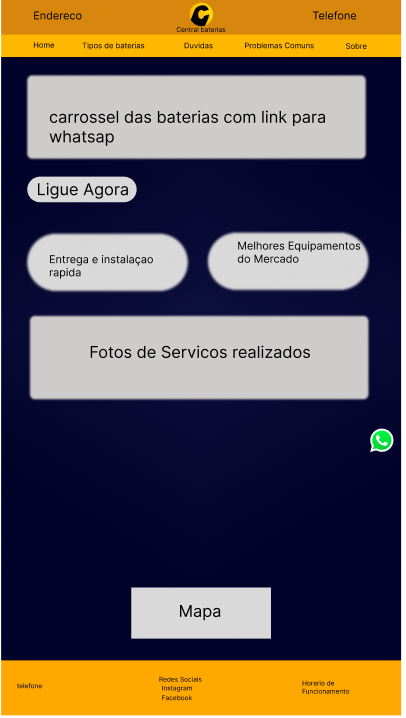 Endereco
Telefone
Central baterias
Home
Tipos de baterias
Duvidas
Problemas Comuns
Sobre
carrossel das baterias com link para
whatsap
Ligue Agora
Entrega e instalaçao
rapida
Melhores Equipamentos
do Mercado
Fotos de Servicos realizados
Mapa
telefone
Redes Sociais
Instagram
Facebook
Horario de
Funcionamento